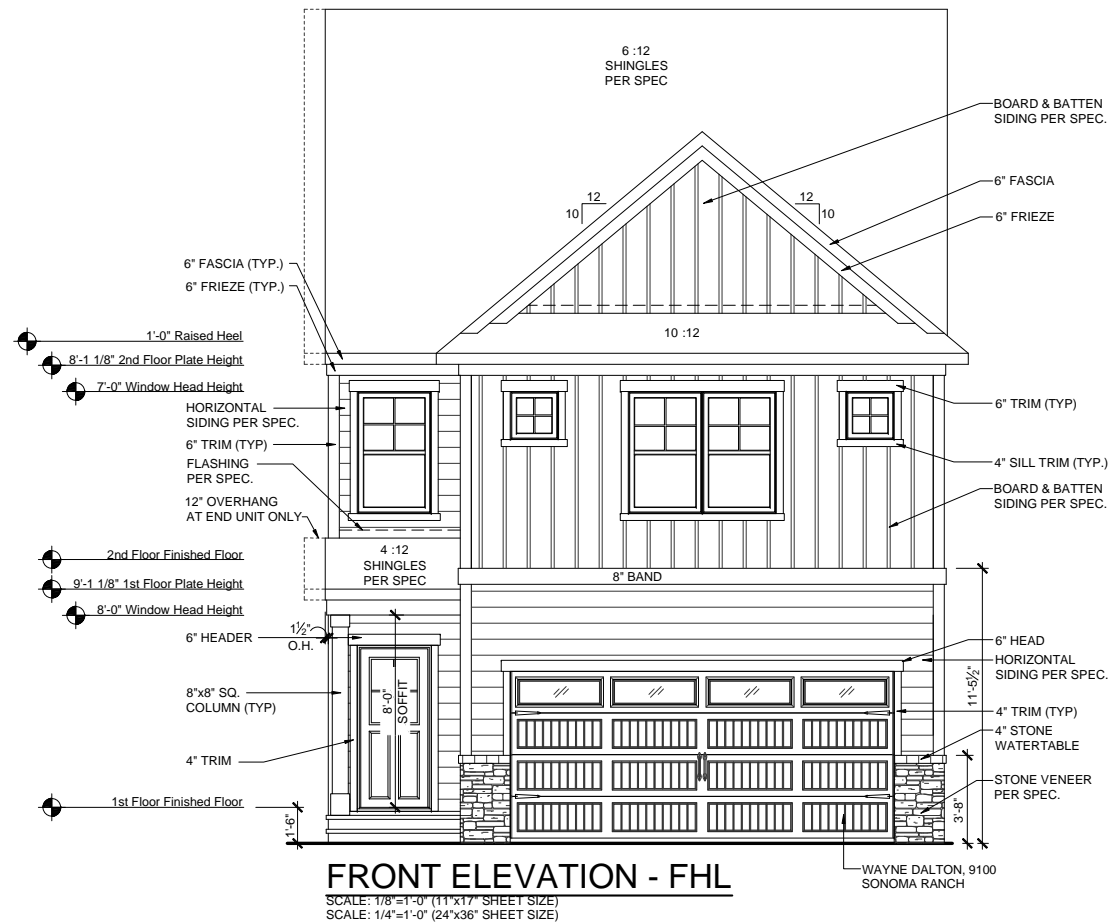 6 :12
SHINGLES
PER SPEC
BOARD & BATTEN
SIDING PER SPEC.
6" FASCIA
6" FRIEZE
12
10
12
10
6" FASCIA (TYP.)
6" FRIEZE (TYP.)
10 :12
1'-0" Raised Heel
8'-1 1/8" 2nd Floor Plate Height
7'-0" Window Head Height
HORIZONTAL
SIDING PER SPEC.
6" TRIM (TYP)
FLASHING
PER SPEC.
12" OVERHANG
AT END UNIT ONLY
6" TRIM (TYP)
4" SILL TRIM (TYP.)
BOARD & BATTEN
SIDING PER SPEC.
2nd Floor Finished Floor
9'-1 1/8" 1st Floor Plate Height
8'-0" Window Head Height
4 :12
SHINGLES
PER SPEC
8" BAND
6" HEADER
1½"
O.H.
8"x8" SQ.
COLUMN (TYP)
8'-0"
SOFFIT
4" TRIM
1st Floor Finished Floor
1'-6"
6" HEAD
HORIZONTAL
SIDING PER SPEC.
11'-5½"
4" TRIM (TYP)
4" STONE
WATERTABLE
STONE VENEER
PER SPEC.
3'-8"
WAYNE DALTON, 9100
SONOMA RANCH
FRONT ELEVATION - FHL
SCALE: 1/8"=1'-0" (11"x17" SHEET SIZE)
SCALE: 1/4"=1'-0" (24"x36" SHEET SIZE)